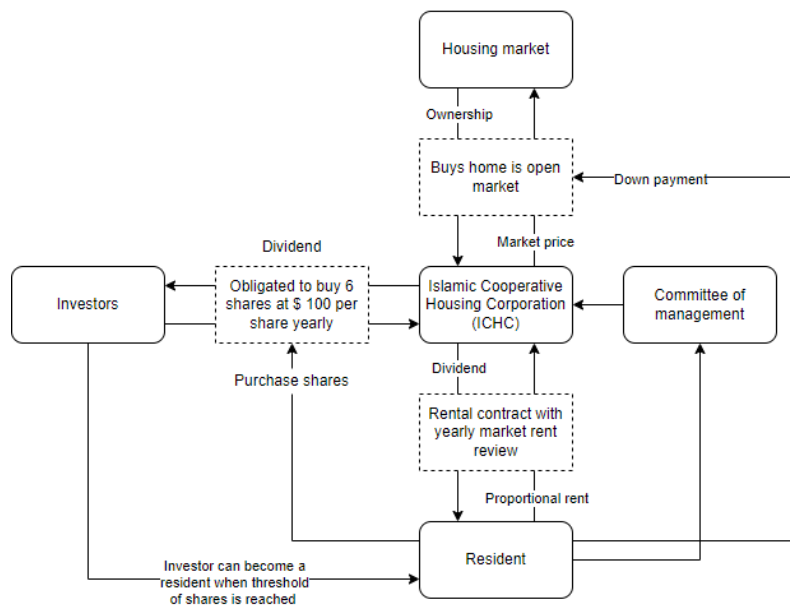 Housing market
Ownership
Buys home is open
market
Down payment
Market price
Dividend
Investors
Obligated to buy 6
shares at $ 100 per
share yearly
Islamic Cooperative
Housing Corporation
(ICHC)
Committee of
management
Dividend
Purchase shares
Rental contract with
yearly market rent
review
Proportional rent
Resident
Investor can become a
resident when threshold
of shares is reached